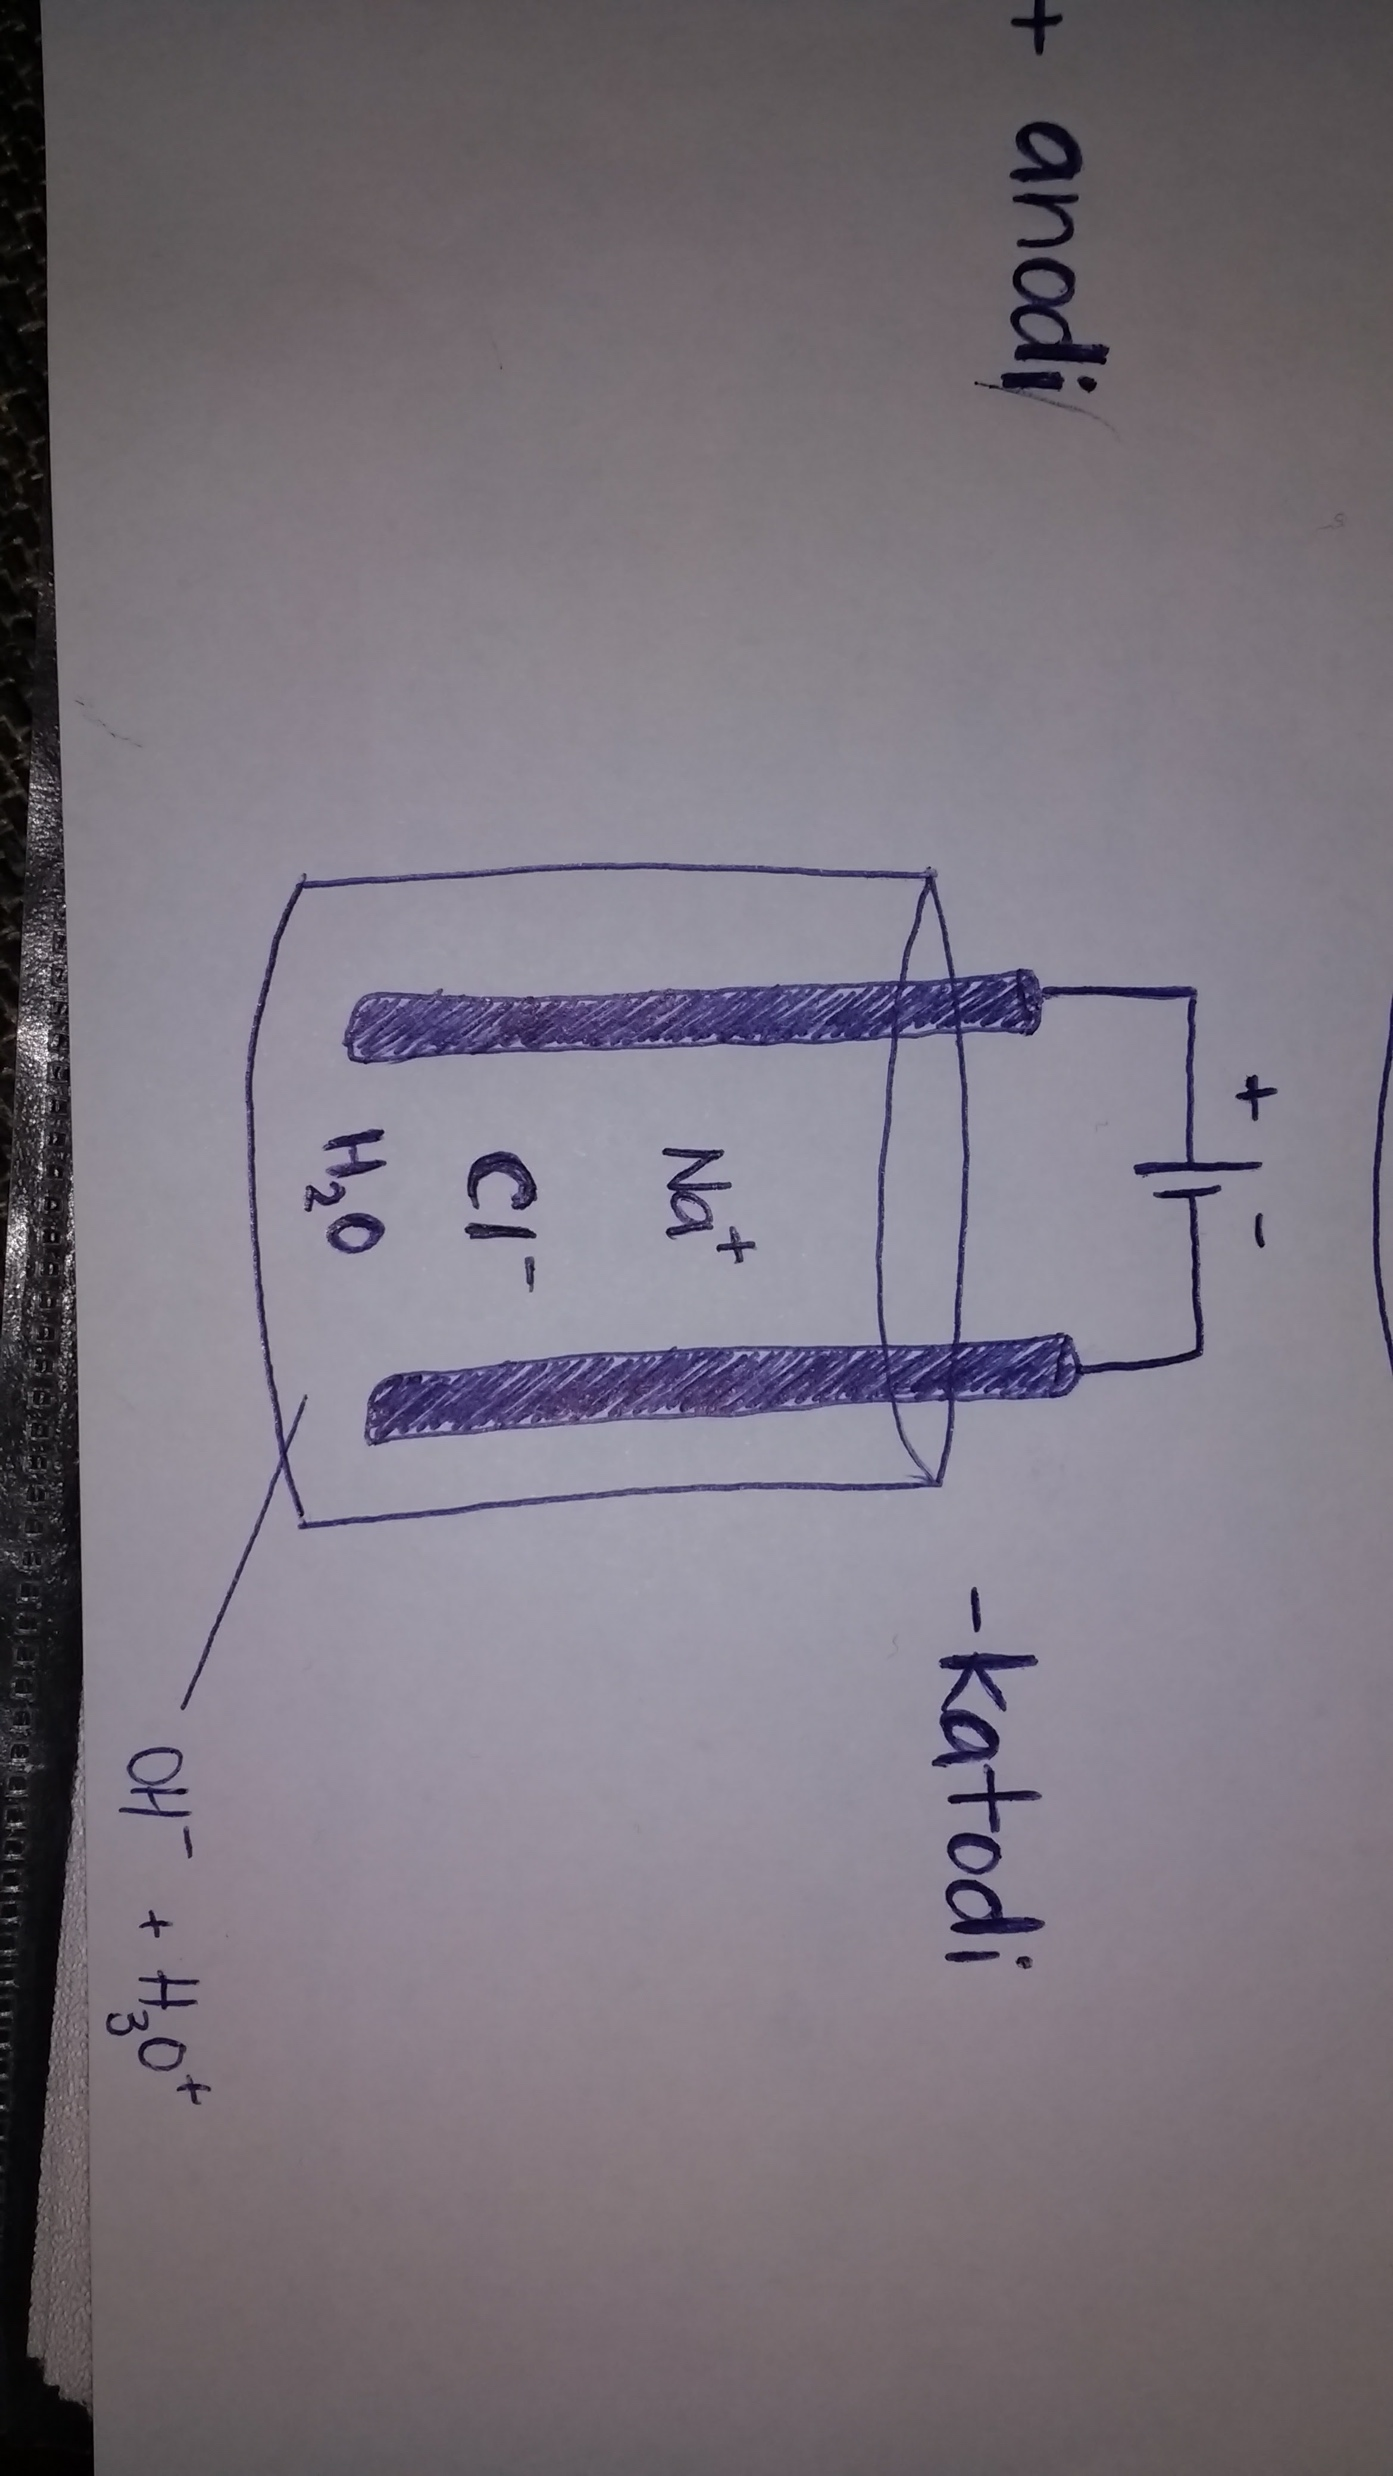 + -
+ anodi
-katodi
Na⁺
Cl⁻
H₂O
OH⁻ + H₃O⁺